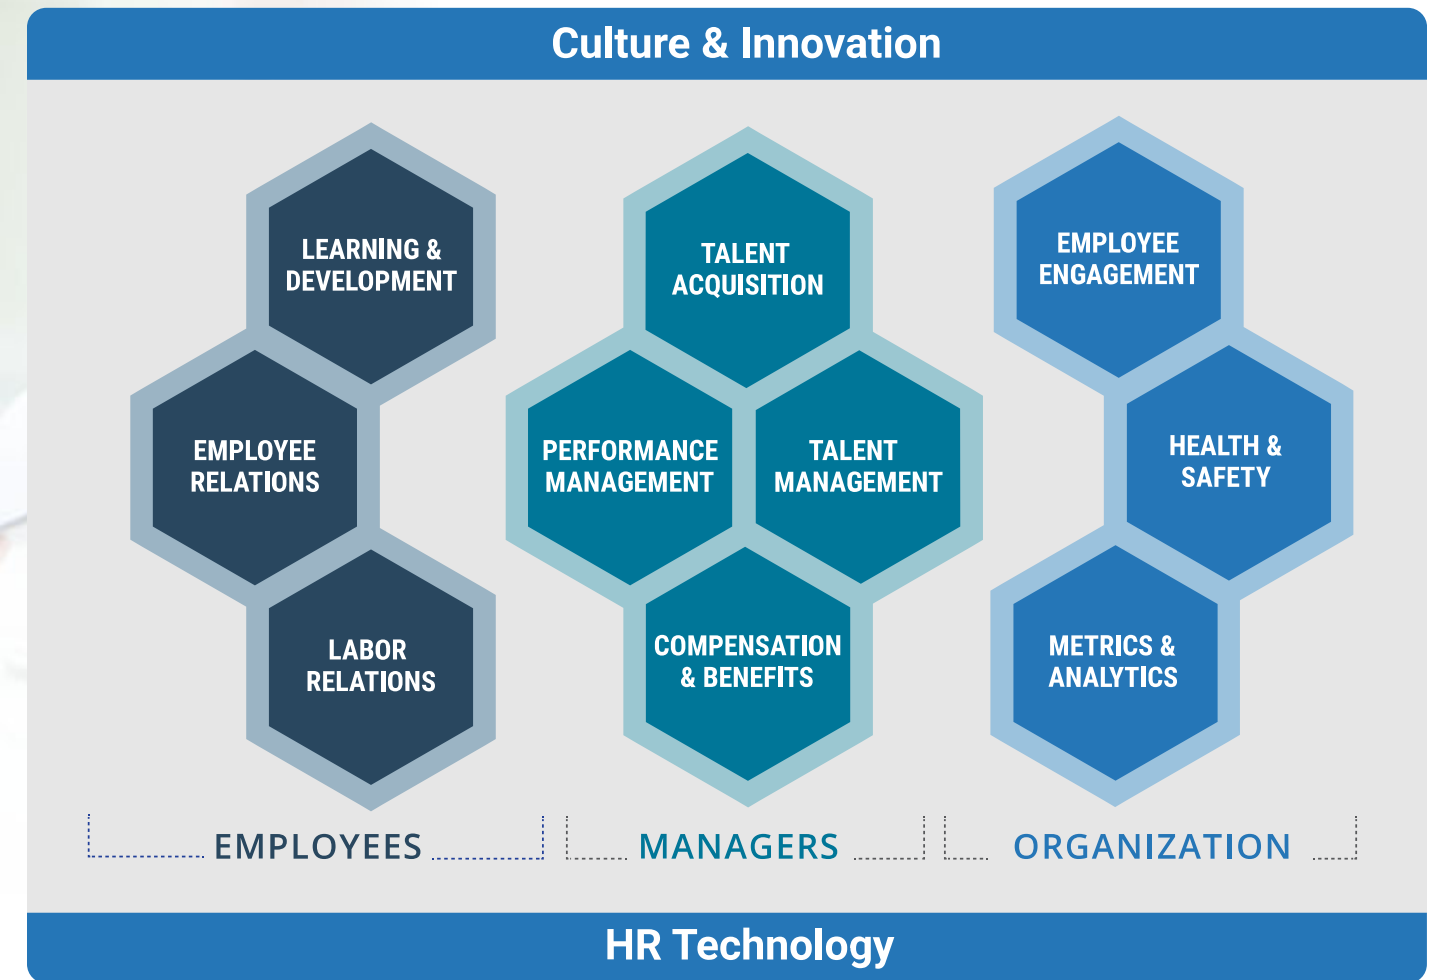 Culture & Innovation
LEARNING &
DEVELOPMENT
EMPLOYEE
RELATIONS
LABOR
RELATIONS
TALENT
ACQUISITION
PERFORMANCE
MANAGEMENT
TALENT
MANAGEMENT
COMPENSATION
& BENEFITS
EMPLOYEE
ENGAGEMENT
HEALTH &
SAFETY
METRICS &
ANALYTICS
EMPLOYEES
MANAGERS
ORGANIZATION
HR Technology